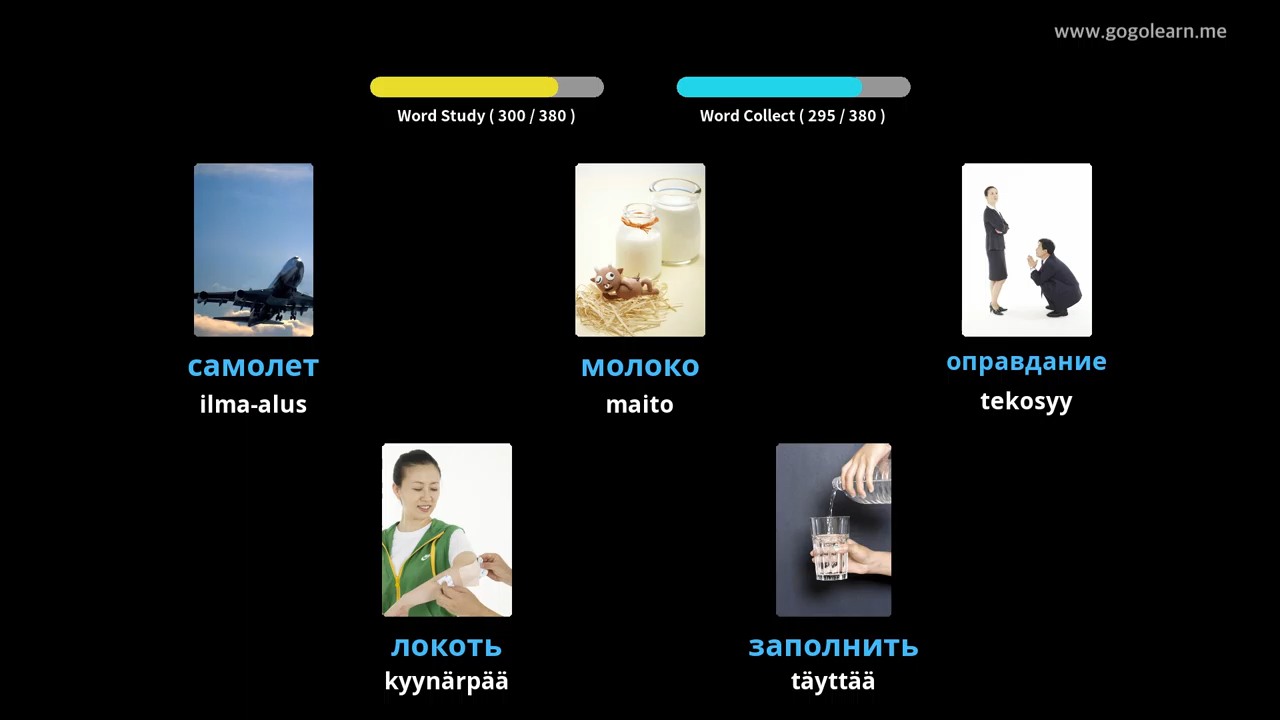 www.gogolearn.me
Word Study ( 300 / 380 )
Word Collect ( 295 / 380 )
самолет
ilma-alus
молоко
maito
оправдание
tekosyy
локоть
kyynärpää
заполнить
täyttää